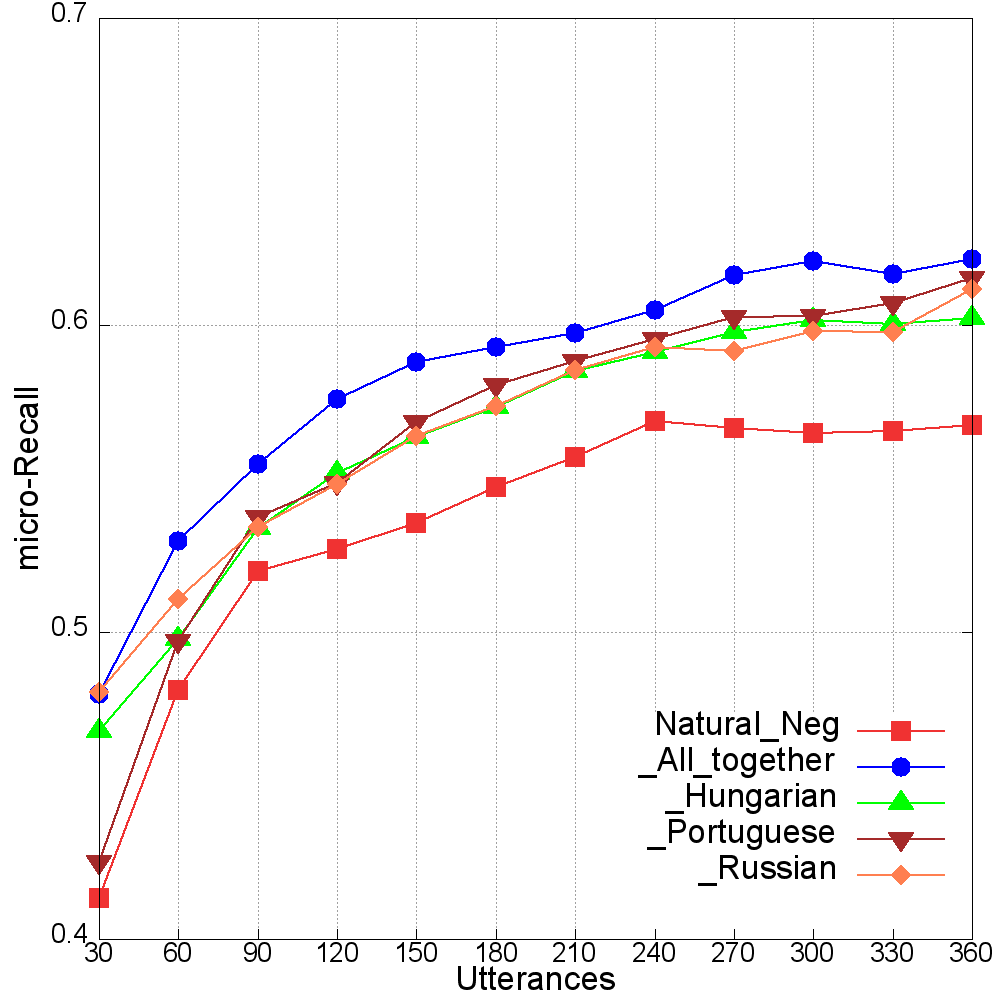 0.7
0.6
0.5
0.4
micro-Recall
Natural_Neg
_All_together
_Hungarian
_Portuguese
_Russian
30 60 90 120 150 180 210 240 270 300 330 360
Utterances